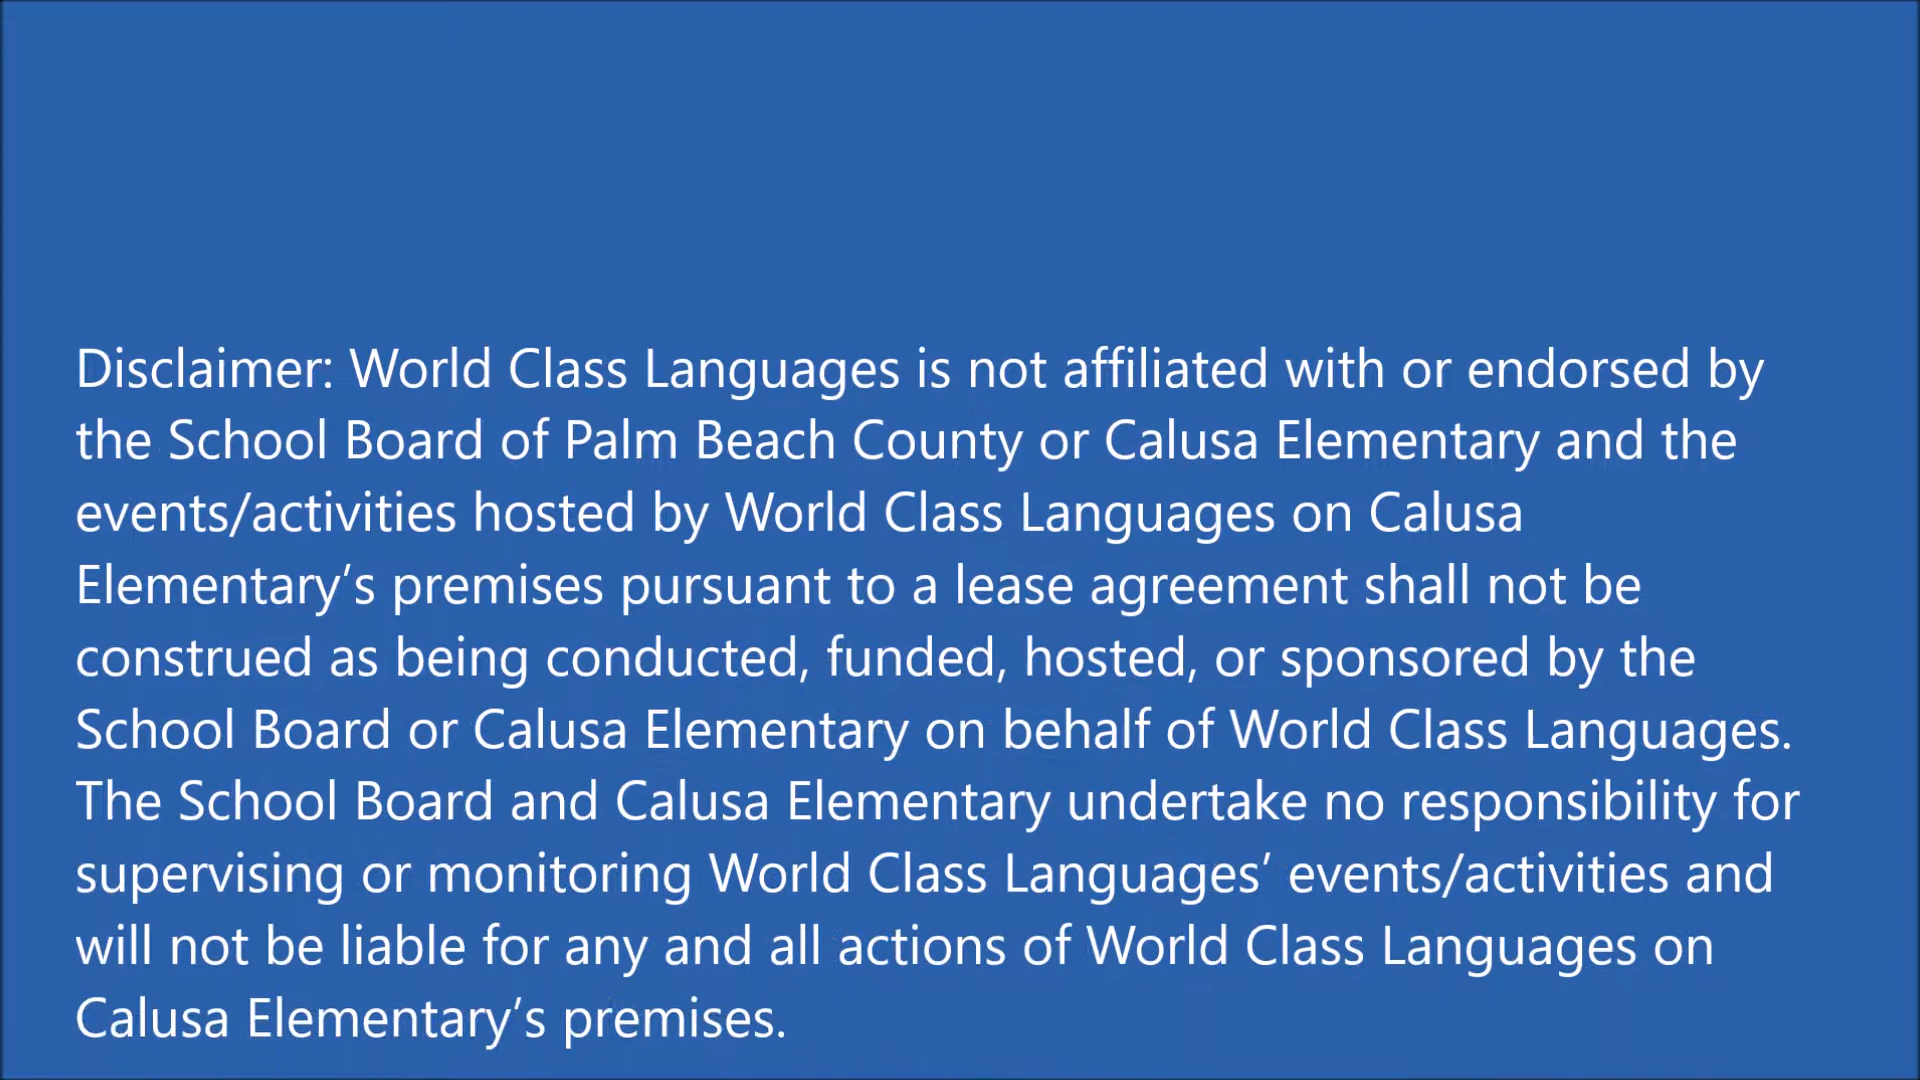 Disclaimer: World Class Languages is not affiliated with or endorsed by
the School Board of Palm Beach County or Calusa Elementary and the
events/activities hosted by World Class Languages on Calusa
Elementary’s premises pursuant to a lease agreement shall not be
construed as being conducted, funded, hosted, or sponsored by the
School Board or Calusa Elementary on behalf of World Class Languages.
The School Board and Calusa Elementary undertake no responsibility for
supervising or monitoring World Class Languages’ events/activities and
will not be liable for any and all actions of World Class Languages on
Calusa Elementary’s premises.